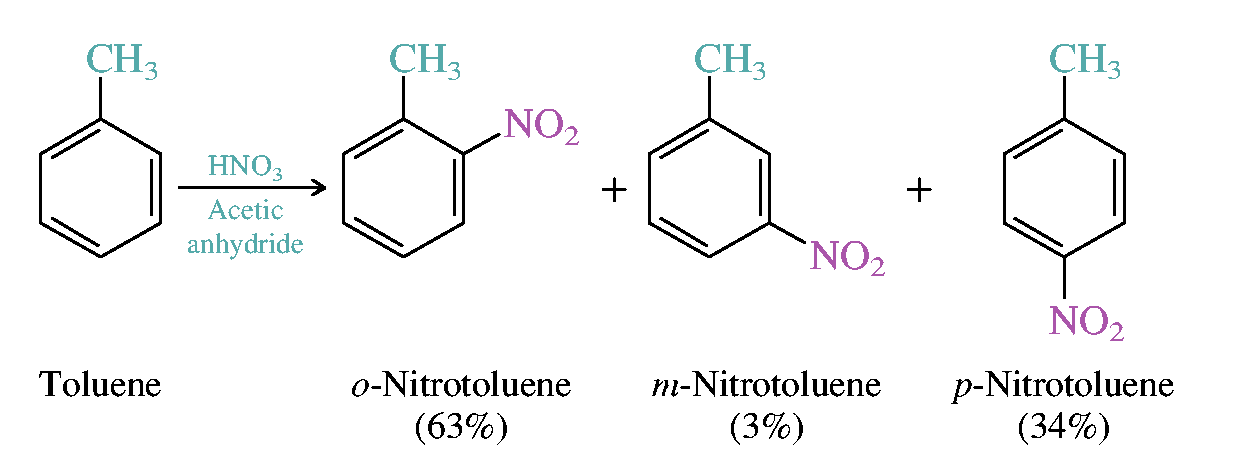 CH₃
CH₃
CH₃
CH₃
NO₂
HNO₃
Acetic
anhydride
+
+
NO₂
NO₂
Toluene
o-Nitrotoluene
(63%)
m-Nitrotoluene
(3%)
p-Nitrotoluene
(34%)